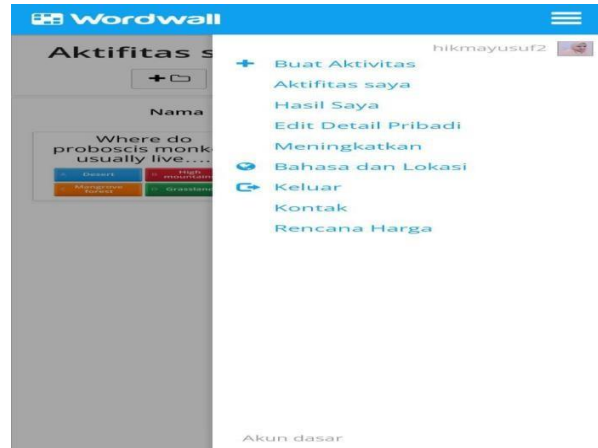 Wordwall
Aktifitas s
hikmayusuf2
Buat Aktivitas
Aktifitas saya
Hasil Saya
Edit Detail Pribadi
Meningkatkan
Bahasa dan Lokasi
Keluar
Kontak
Rencana Harga
Nama
Where do
proboscis monk
usually live....
Desert
High
mountain
Mangrove
forest
Grassland
Akun dasar